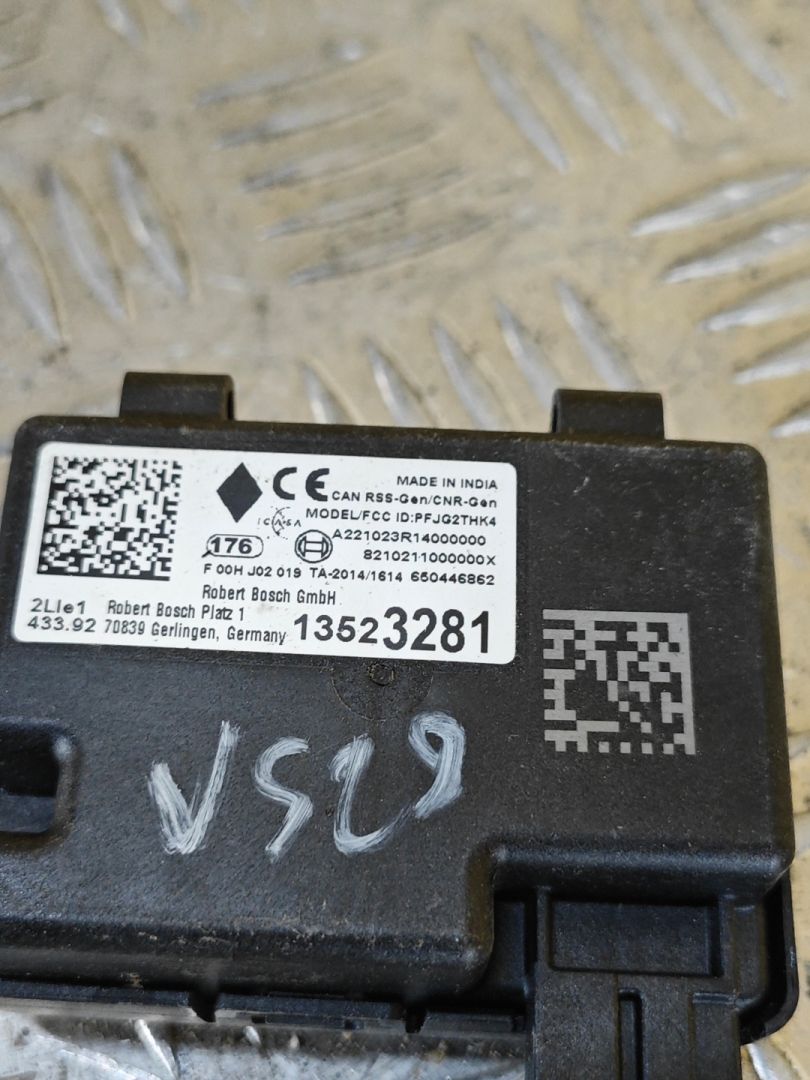 CE
MADE IN INDIA
CAN RSS-Gen/CNR-Gen
MODEL/FCC ID:PFJG2THK4
ICASA
A221023R14000000
176
8210211000000X
F 00H J02 019 TA-2014/1614 650446862
Robert Bosch GmbH
2LIe1 Robert Bosch Platz 1
433.92 70839 Gerlingen, Germany 13523281